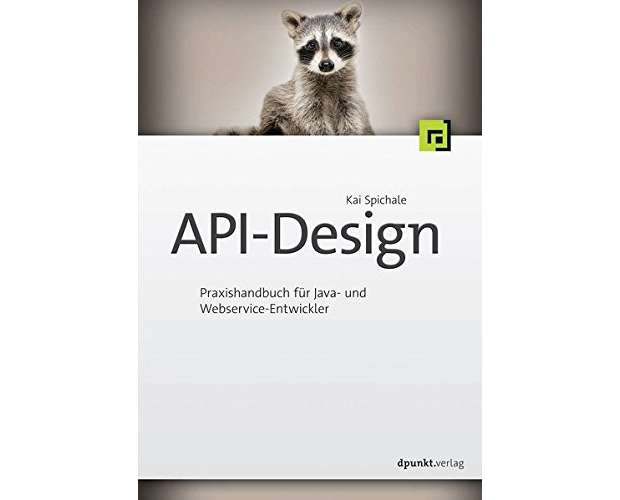 Kai Spichale
API-Design
Praxishandbuch für Java- und
Webservice-Entwickler
dpunkt.verlag